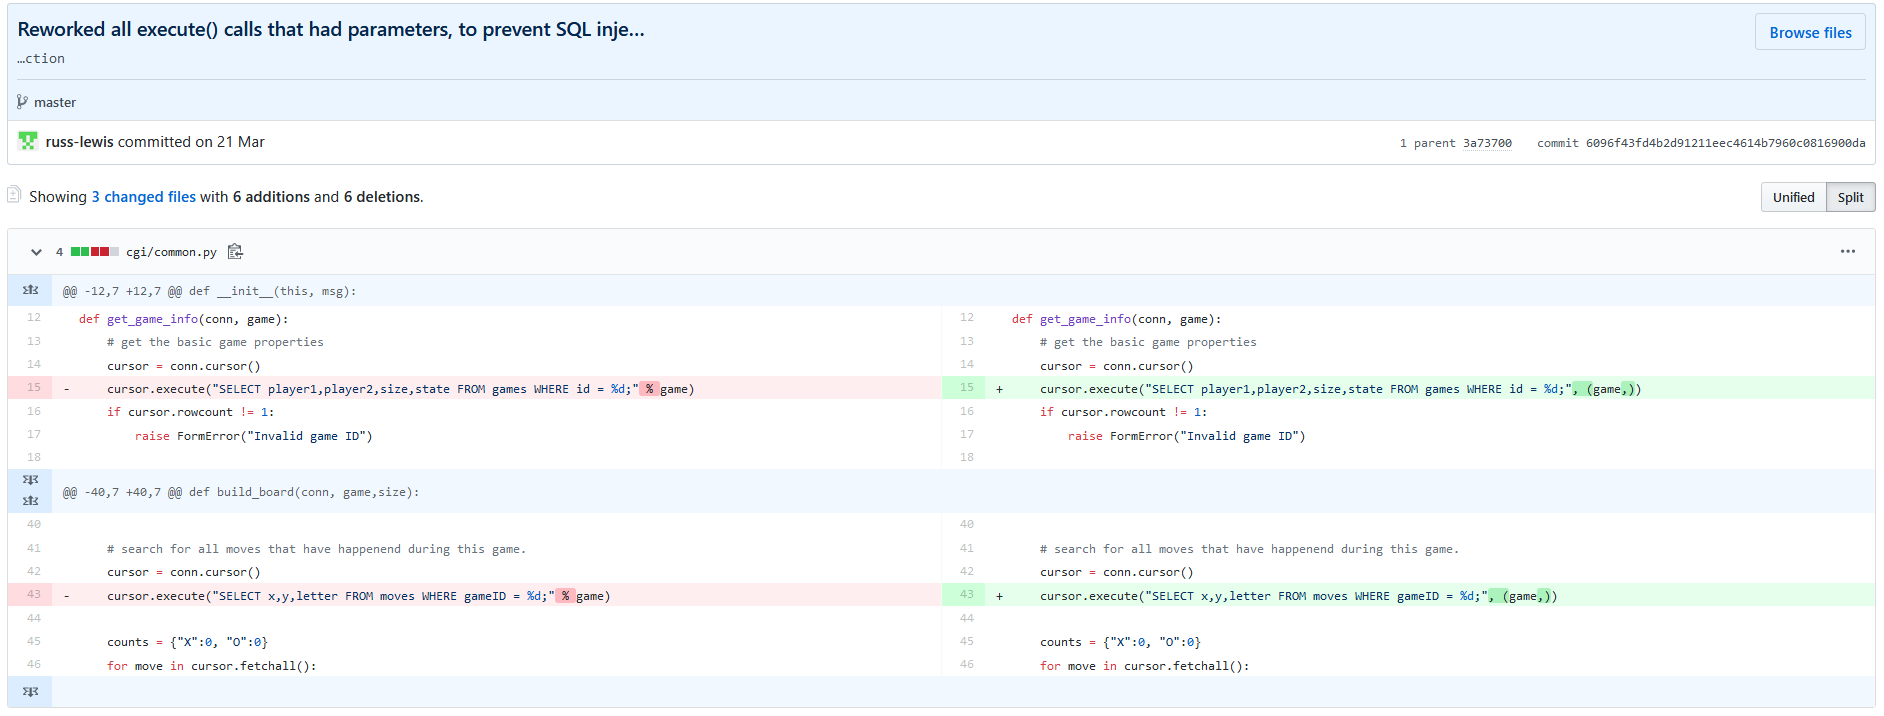 Reworked all execute() calls that had parameters, to prevent SQL inje…
Browse files
…ction
master
russ-lewis committed on 21 Mar
1 parent 3a73700 commit 6096f43fd4b2d91211eec4614b7960c0816900da
Showing 3 changed files with 6 additions and 6 deletions.
Unified Split
4 cgi/common.py
@@ -12,7 +12,7 @@ def __init__(this, msg):
12 def get_game_info(conn, game): 12 def get_game_info(conn, game):
13 # get the basic game properties 13 # get the basic game properties
14 cursor = conn.cursor() 14 cursor = conn.cursor()
15 - cursor.execute("SELECT player1,player2,size,state FROM games WHERE id = %d;" % game) 15 + cursor.execute("SELECT player1,player2,size,state FROM games WHERE id = %d;", (game,))
16 if cursor.rowcount != 1: 16 if cursor.rowcount != 1:
17 raise FormError("Invalid game ID") 17 raise FormError("Invalid game ID")
18 18
@@ -40,7 +40,7 @@ def build_board(conn, game,size):
40 40
41 # search for all moves that have happenend during this game. 41 # search for all moves that have happenend during this game.
42 cursor = conn.cursor() 42 cursor = conn.cursor()
43 - cursor.execute("SELECT x,y,letter FROM moves WHERE gameID = %d;" % game) 43 + cursor.execute("SELECT x,y,letter FROM moves WHERE gameID = %d;", (game,))
44 44
45 counts = {"X":0, "O":0} 45 counts = {"X":0, "O":0}
46 for move in cursor.fetchall(): 46 for move in cursor.fetchall():